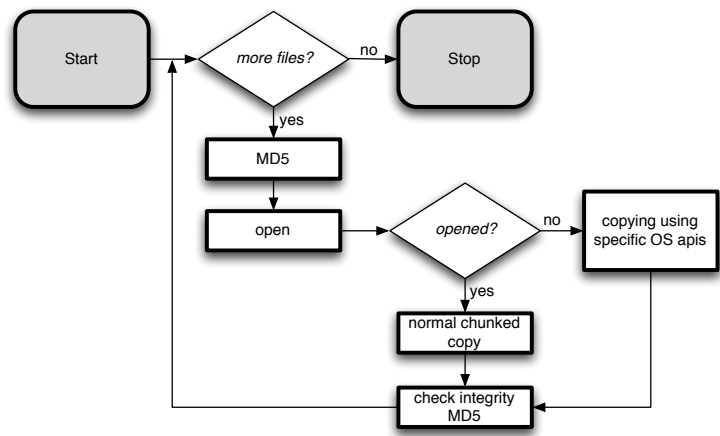 Start
more files?
no
Stop
yes
MD5
open
opened?
no
copying using
specific OS apis
yes
normal chunked
copy
check integrity
MD5